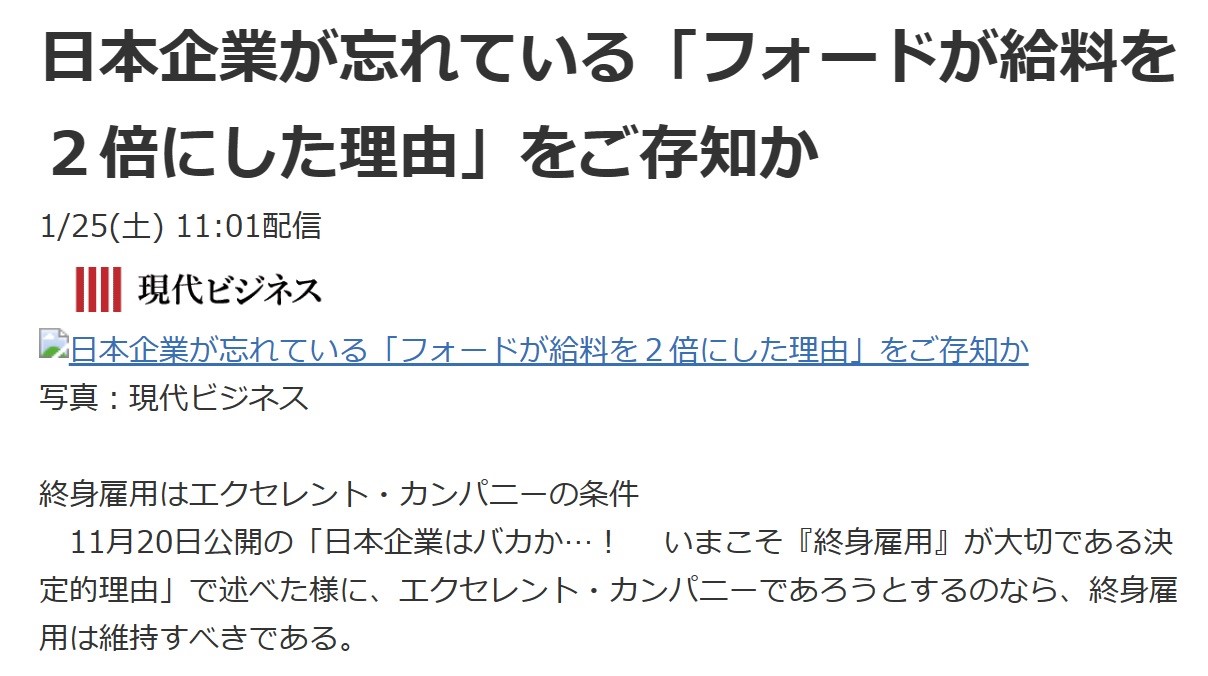 日本企業が忘れている「フォードが給料を
２倍にした理由」をご存知か
1/25(土) 11:01配信
現代ビジネス
日本企業が忘れている「フォードが給料を２倍にした理由」をご存知か
写真：現代ビジネス
終身雇用はエクセレント・カンパニーの条件
　11月20日公開の「日本企業はバカか…！　いまこそ『終身雇用』が大切である決
定的理由」で述べた様に、エクセレント・カンパニーであろうとするのなら、終身雇
用は維持すべきである。